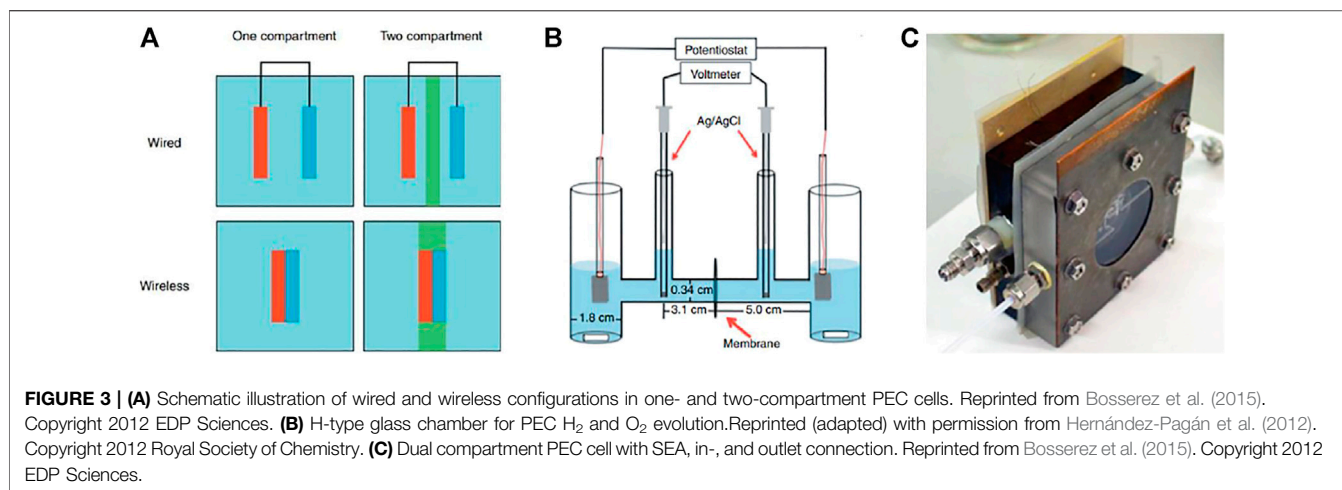 A
One compartment
Two compartment
Wired
Wireless
B
Potentiostat
Voltmeter
Ag/AgCl
0.34 cm
1.8 cm
3.1 cm
5.0 cm
Membrane
C
FIGURE 3 | (A) Schematic illustration of wired and wireless configurations in one- and two-compartment PEC cells. Reprinted from Bosserez et al. (2015).
Copyright 2012 EDP Sciences. (B) H-type glass chamber for PEC H₂ and O₂ evolution.Reprinted (adapted) with permission from Hernández-Pagán et al. (2012).
Copyright 2012 Royal Society of Chemistry. (C) Dual compartment PEC cell with SEA, in-, and outlet connection. Reprinted from Bosserez et al. (2015). Copyright 2012
EDP Sciences.